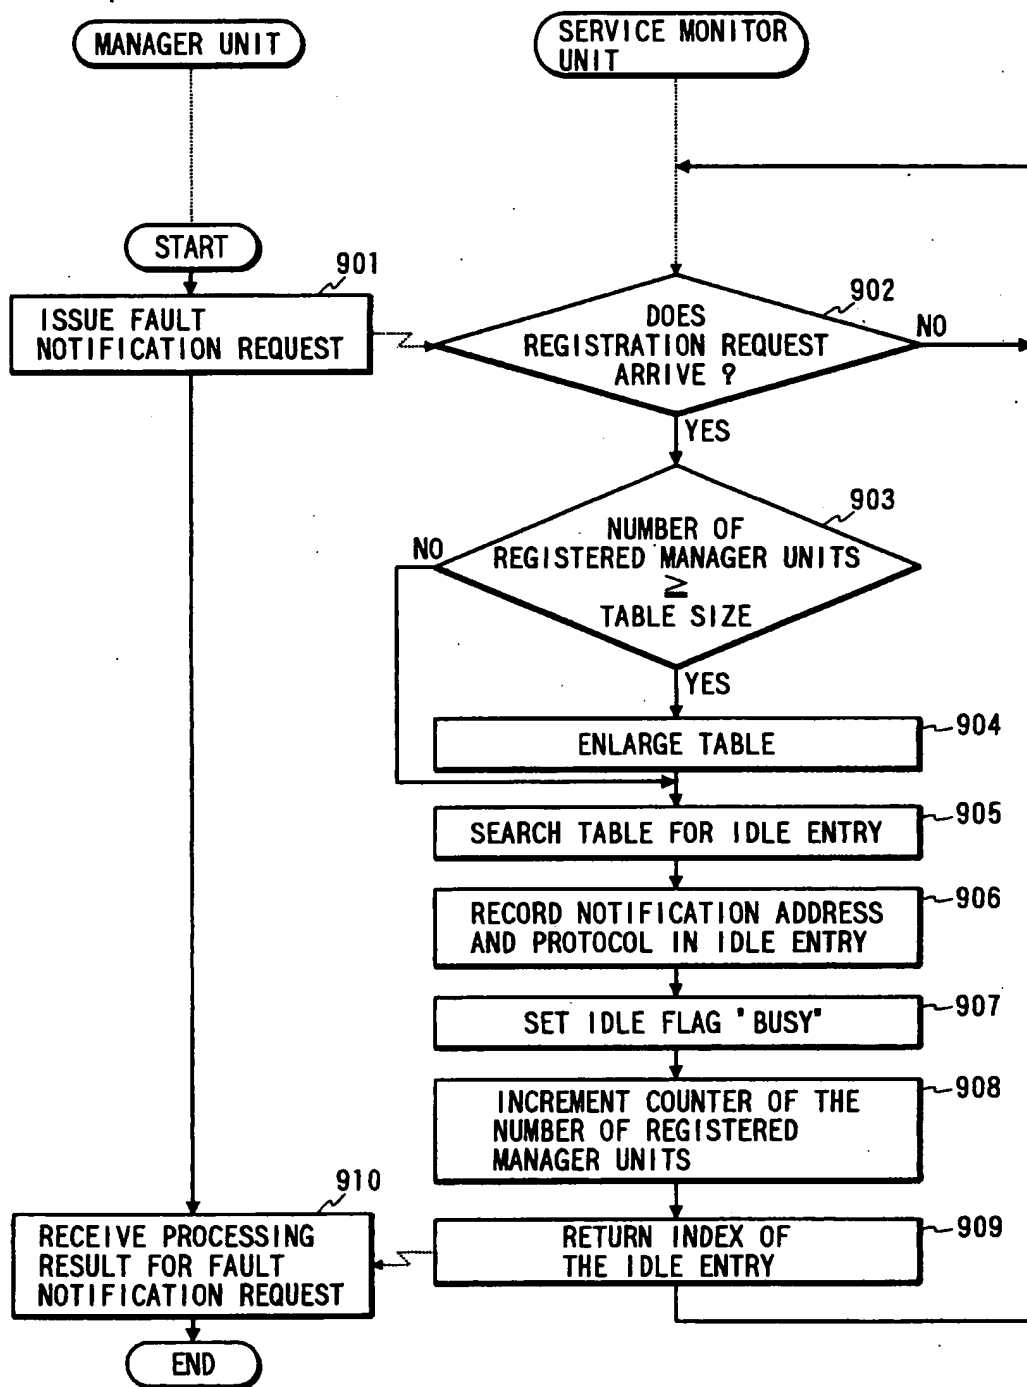 MANAGER UNIT
SERVICE MONITOR
UNIT
START
901
ISSUE FAULT
NOTIFICATION REQUEST
902
DOES
REGISTRATION REQUEST
ARRIVE ?
NO
YES
903
NUMBER OF
REGISTERED MANAGER UNITS
≧
TABLE SIZE
NO
YES
904
ENLARGE TABLE
905
SEARCH TABLE FOR IDLE ENTRY
906
RECORD NOTIFICATION ADDRESS
AND PROTOCOL IN IDLE ENTRY
907
SET IDLE FLAG "BUSY"
908
INCREMENT COUNTER OF THE
NUMBER OF REGISTERED
MANAGER UNITS
909
RETURN INDEX OF
THE IDLE ENTRY
910
RECEIVE PROCESSING
RESULT FOR FAULT
NOTIFICATION REQUEST
END